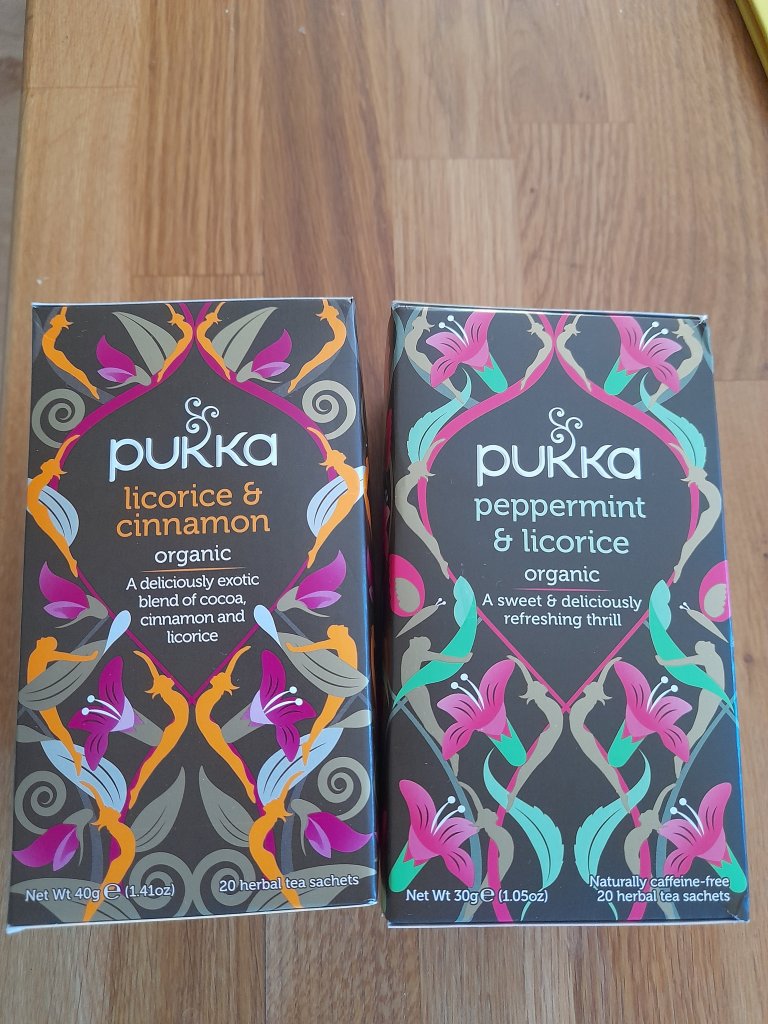 pukka
licorice &
cinnamon
organic
A deliciously exotic
blend of cocoa,
cinnamon and
licorice
Net Wt 40g ℮ (1.41oz)
20 herbal tea sachets
pukka
peppermint
& licorice
organic
A sweet & deliciously
refreshing thrill
Net Wt 30g ℮ (1.05oz)
Naturally caffeine-free
20 herbal tea sachets